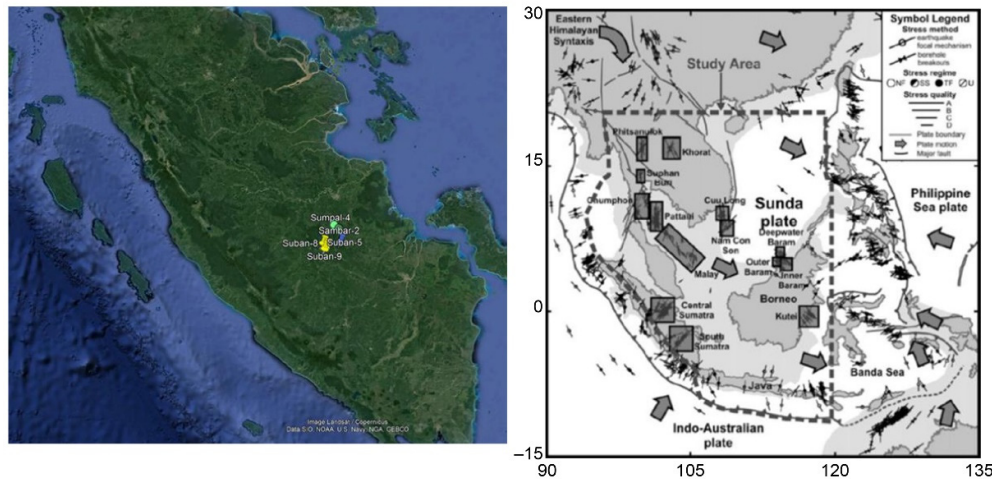 Sumpal-4
Sambar-2
Suban-8
Suban-5
Suban-9
Image Landsat / Copernicus
Data SIO, NOAA, U.S. Navy, NGA, GEBCO
30
15
0
−15
90
105
120
135
Eastern
Himalayan
Syntaxis
Study Area
Symbol Legend
Stress method
earthquake
focal mechanism
borehole
breakouts
Stress regime
NF
SS
TF
U
Stress quality
A
B
C
D
Plate boundary
Plate motion
Major fault
Phitsanulok
Khorat
Suphan
Buri
Chumphon
Pattani
Cuu Long
Sunda
plate
Philippine
Sea plate
Nam Con
Son
Deepwater
Baram
Outer
Baram
Inner
Baram
Malay
Borneo
Central
Sumatra
Kutei
South
Sumatra
Banda Sea
Java
Indo-Australian
plate